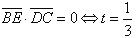 $\overline{BE} \cdot \overline{DC} = 0 \Leftrightarrow t = \frac{1}{3}$